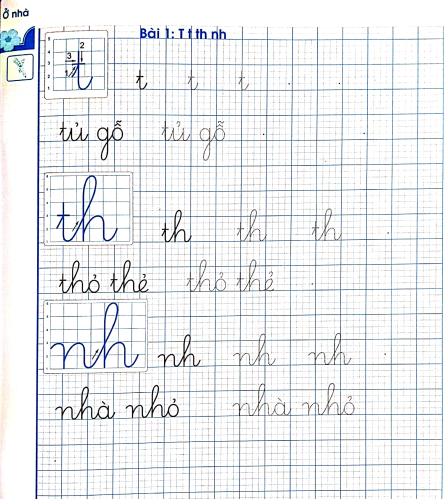 Ở nhà
Bài 1: T t th nh
t t t t
tủ gỗ tủ gỗ
th th th th
thỏ thẻ thỏ thẻ
nh nh nh nh
nhà nhỏ nhà nhỏ